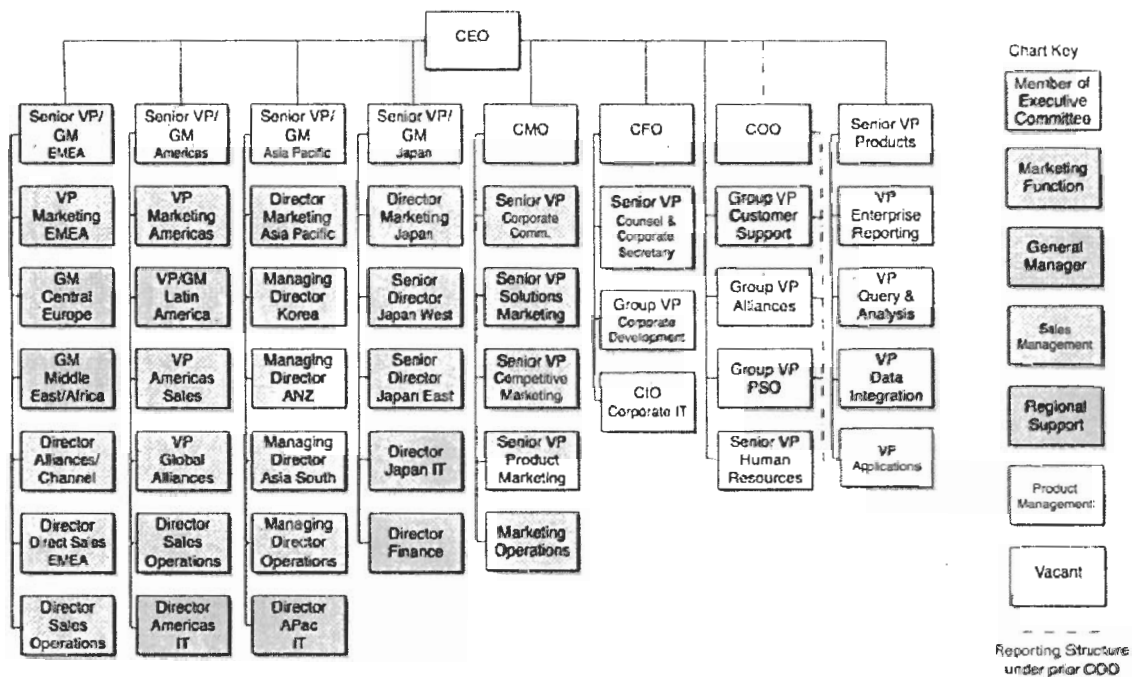 CEO
Senior VP/
GM
EMEA
VP
Marketing
EMEA
GM
Central
Europe
GM
Middle
East/Africa
Director
Alliances/
Channel
Director
Direct Sales
EMEA
Director
Sales
Operations
Senior VP/
GM
Americas
VP
Marketing
Americas
VP/GM
Latin
America
VP
Americas
Sales
VP
Global
Alliances
Director
Sales
Operations
Director
Americas
IT
Senior VP/
GM
Asia Pacific
Director
Marketing
Asia Pacific
Managing
Director
Korea
Managing
Director
ANZ
Managing
Director
Asia South
Managing
Director
Operations
Director
APac
IT
Senior VP/
GM
Japan
Director
Marketing
Japan
Senior
Director
Japan West
Senior
Director
Japan East
Director
Japan IT
Director
Finance
CMO
Senior VP
Corporate
Comm.
Senior VP
Solutions
Marketing
Senior VP
Competitive
Marketing
Senior VP
Product
Marketing
Marketing
Operations
CFO
Senior VP
Counsel &
Corporate
Secretary
Group VP
Corporate
Development
CIO
Corporate IT
COO
Group VP
Customer
Support
Group VP
Alliances
Group VP
PSO
Senior VP
Human
Resources
Senior VP
Products
VP
Enterprise
Reporting
VP
Query &
Analysis
VP
Data
Integration
VP
Applications
Chart Key
Member of
Executive
Committee
Marketing
Function
General
Manager
Sales
Management
Regional
Support
Product
Management
Vacant
Reporting Structure
under prior COO